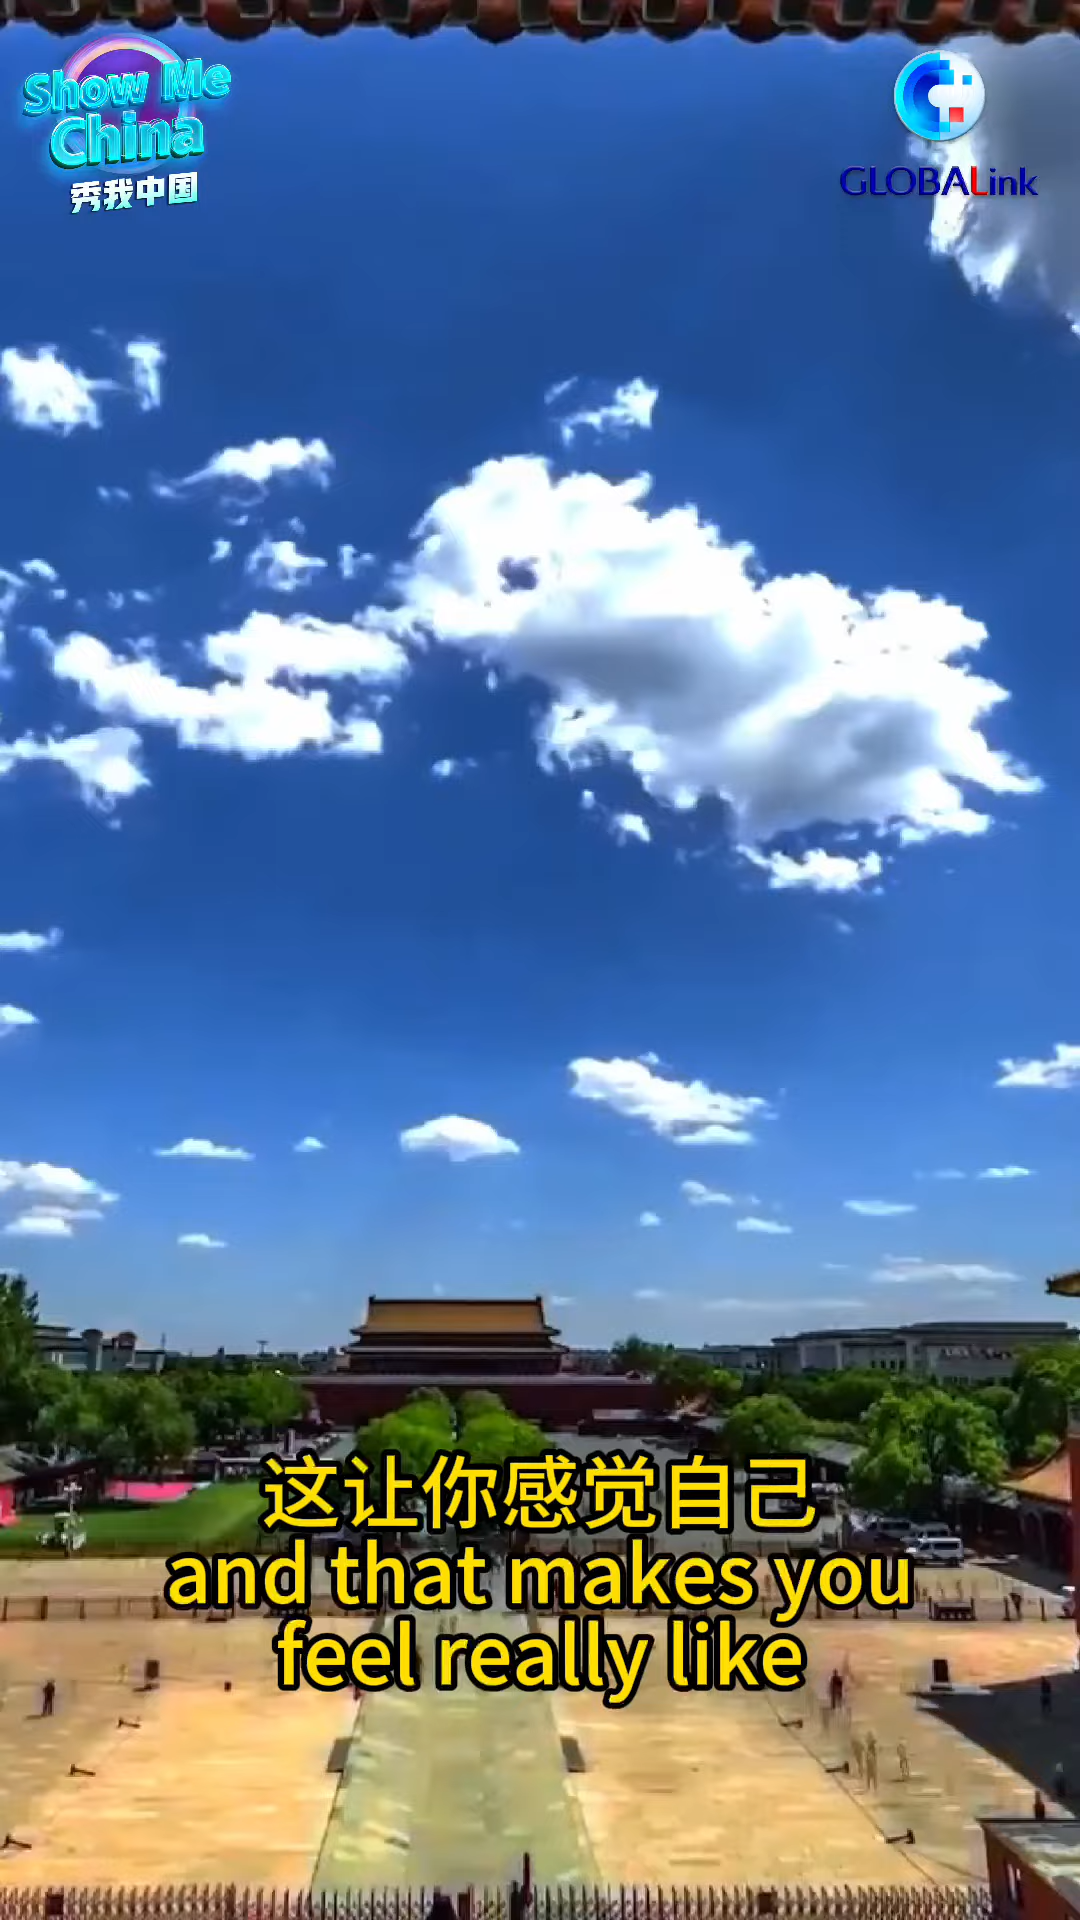 Show Me
China
秀我中国
GLOBALink
这让你感觉自己
and that makes you
feel really like